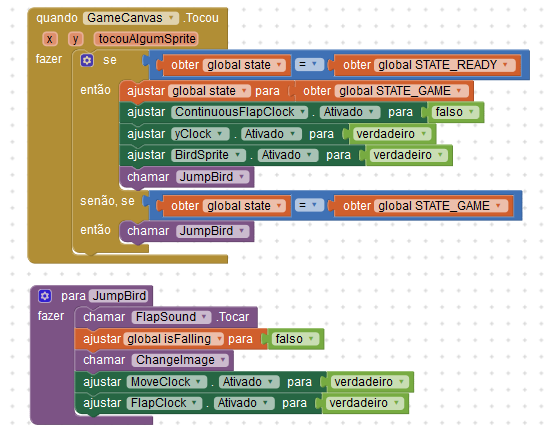 quando GameCanvas .Tocou
x y tocouAlgumSprite
fazer se obter global state = obter global STATE_READY
então ajustar global state para obter global STATE_GAME
ajustar ContinuousFlapClock . Ativado para falso
ajustar yClock . Ativado para verdadeiro
ajustar BirdSprite . Ativado para verdadeiro
chamar JumpBird
senão, se obter global state = obter global STATE_GAME
então chamar JumpBird
para JumpBird
fazer chamar FlapSound .Tocar
ajustar global isFalling para falso
chamar ChangeImage
ajustar MoveClock . Ativado para verdadeiro
ajustar FlapClock . Ativado para verdadeiro